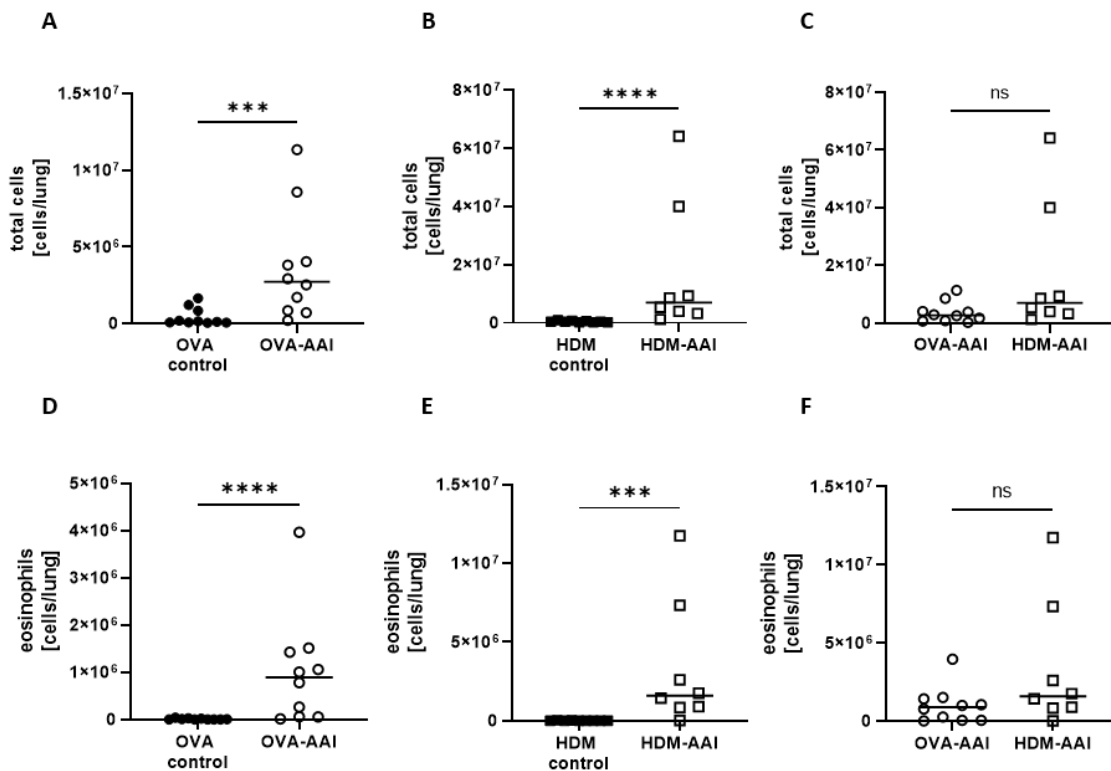 A
total cells
[cells/lung]
1.5×10⁷
1×10⁷
5×10⁶
0
***
OVA
control
OVA-AAI
B
total cells
[cells/lung]
8×10⁷
6×10⁷
4×10⁷
2×10⁷
0
****
HDM
control
HDM-AAI
C
total cells
[cells/lung]
8×10⁷
6×10⁷
4×10⁷
2×10⁷
0
ns
OVA-AAI
HDM-AAI
D
eosinophils
[cells/lung]
5×10⁶
4×10⁶
3×10⁶
2×10⁶
1×10⁶
0
****
OVA
control
OVA-AAI
E
eosinophils
[cells/lung]
1.5×10⁷
1×10⁷
5×10⁶
0
***
HDM
control
HDM-AAI
F
eosinophils
[cells/lung]
1.5×10⁷
1×10⁷
5×10⁶
0
ns
OVA-AAI
HDM-AAI